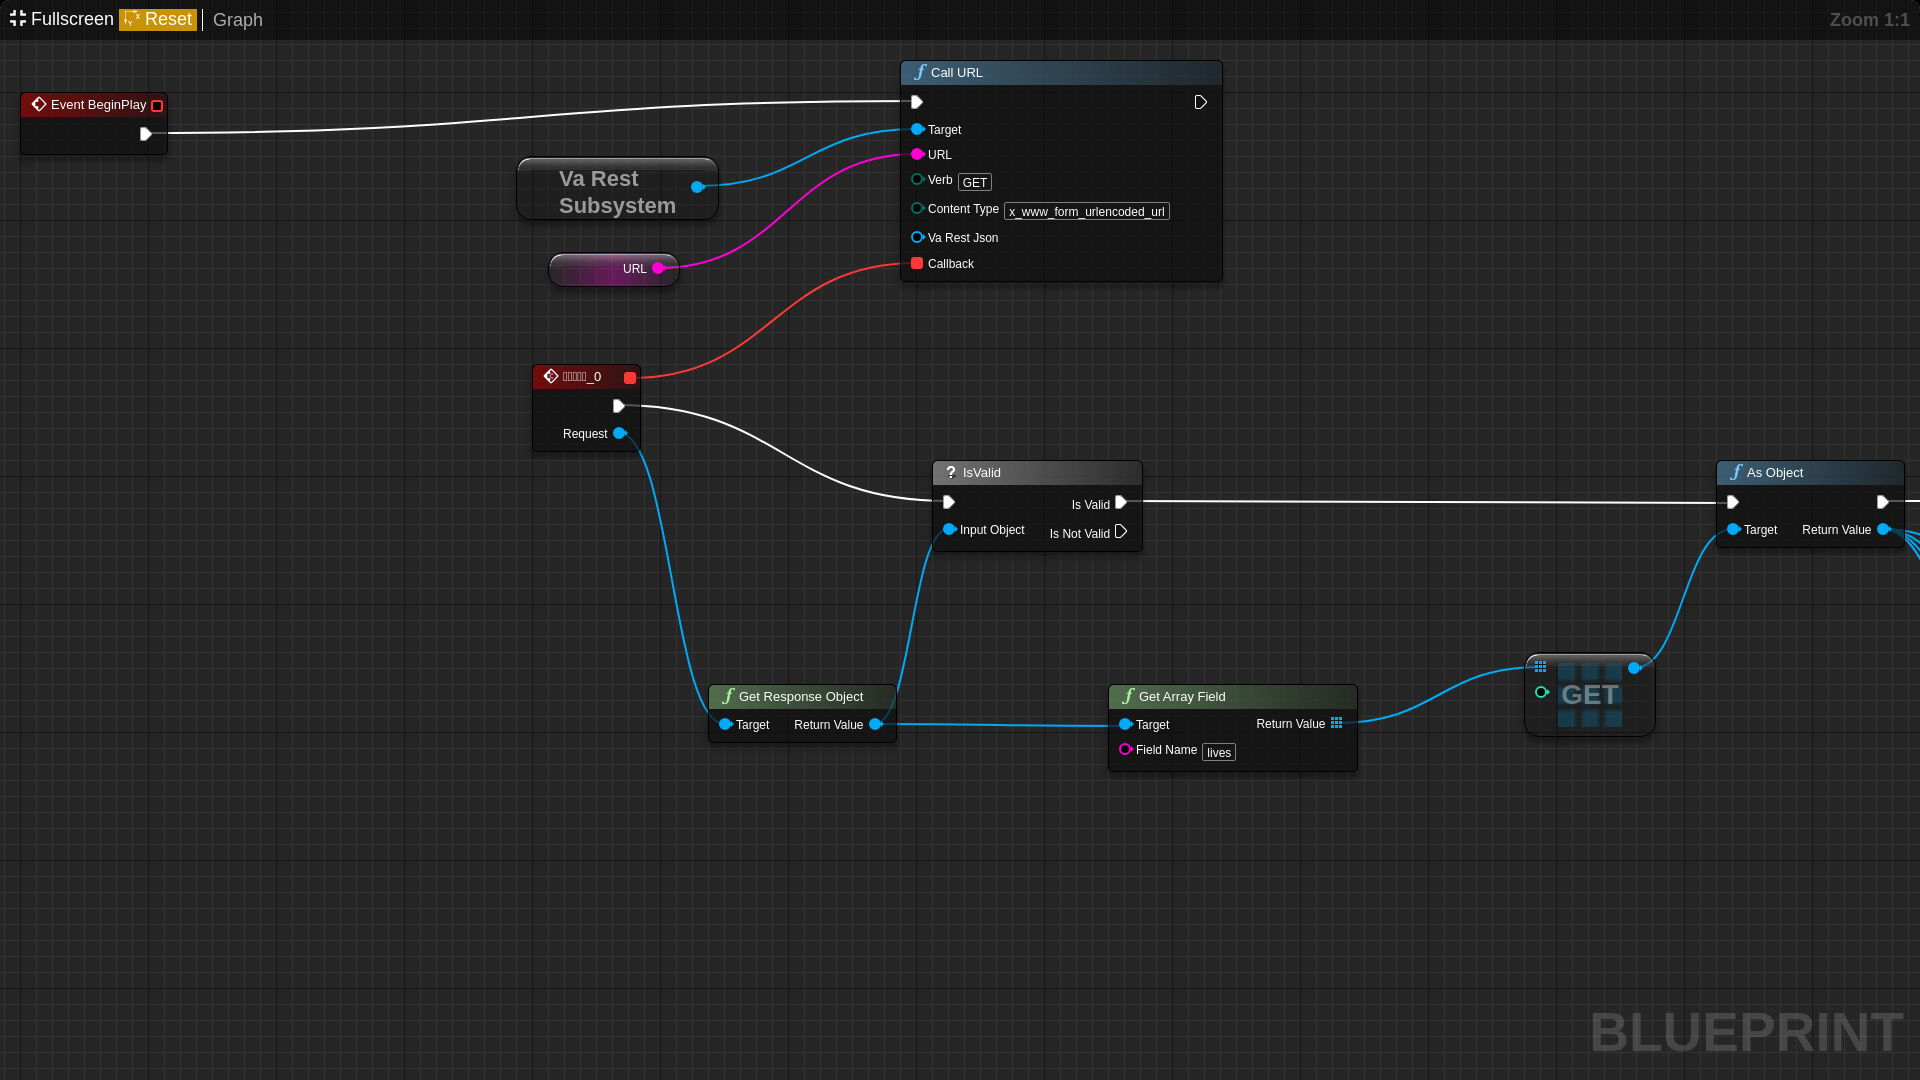 Fullscreen Reset Graph
Zoom 1:1
Event BeginPlay
Call URL
Target
URL
Verb GET
Content Type x_www_form_urlencoded_url
Va Rest Json
Callback
Va Rest
Subsystem
URL
_0
Request
? IsValid
Is Valid
Input Object
Is Not Valid
As Object
Target Return Value
Get Response Object
Target Return Value
Get Array Field
Target Return Value
Field Name lives
GET
BLUEPRINT